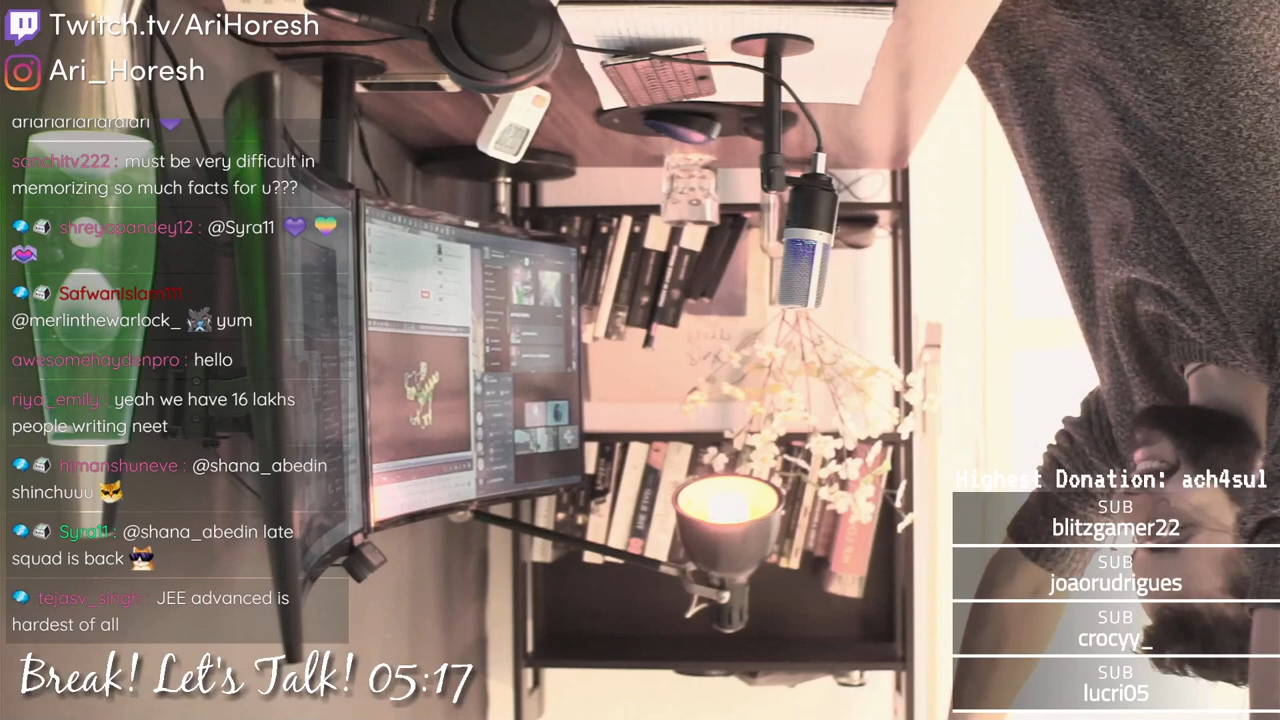 Twitch.tv/AriHoresh
Ari_Horesh
ariariariariaraiari
sanchitv222 : must be very difficult in
memorizing so much facts for u???
shreyapandey12 : @Syra11
SafwanIslam111 :
@merlinthewarlock_ yum
awesomehaydenpro : hello
riya_emily : yeah we have 16 lakhs
people writing neet
himanshuneve : @shana_abedin
shinchuuu
Syra11 : @shana_abedin late
squad is back
tejasv_singh : JEE advanced is
hardest of all
Break! Let's Talk! 05:17
Highest Donation: ach4sul
SUB
blitzgamer22
SUB
joaorudrigues
SUB
crocyy_
SUB
lucri05